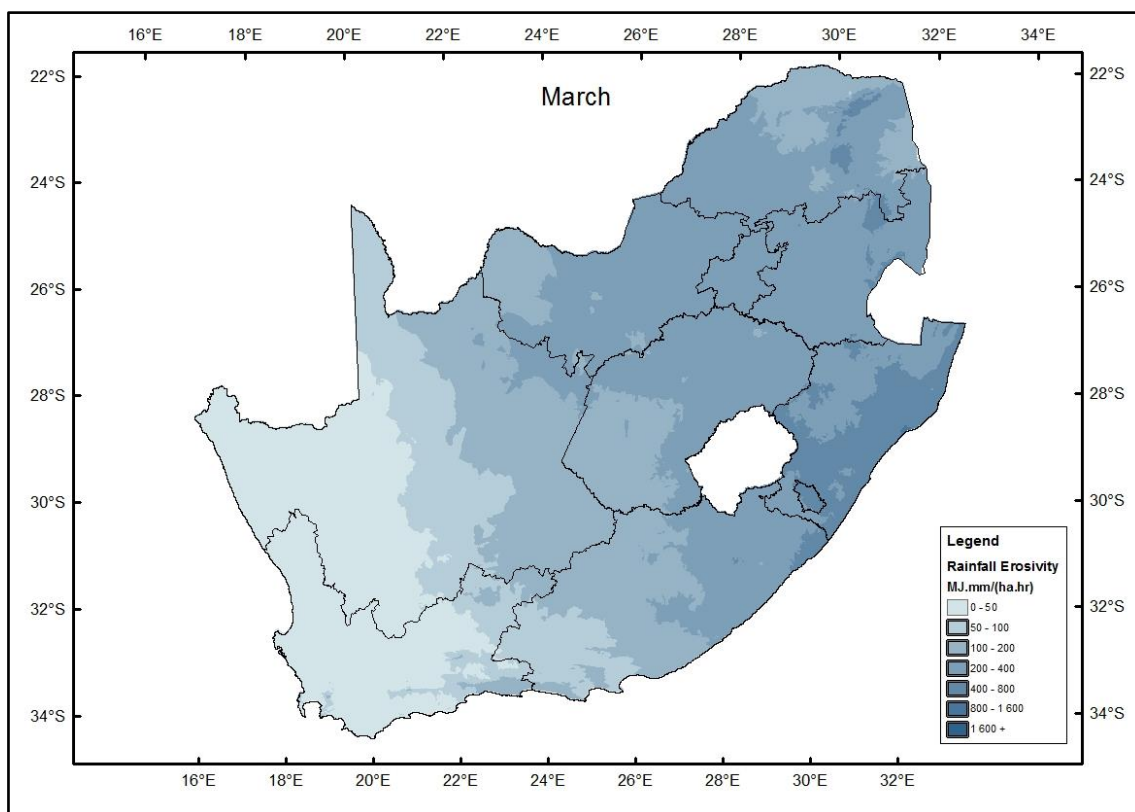 16°E 18°E 20°E 22°E 24°E 26°E 28°E 30°E 32°E 34°E
March
22°S 22°S
24°S 24°S
26°S 26°S
28°S 28°S
30°S 30°S
32°S 32°S
34°S 34°S
Legend
Rainfall Erosivity
MJ.mm/(ha.hr)
0 - 50
50 - 100
100 - 200
200 - 400
400 - 800
800 - 1 600
1 600 +
16°E 18°E 20°E 22°E 24°E 26°E 28°E 30°E 32°E